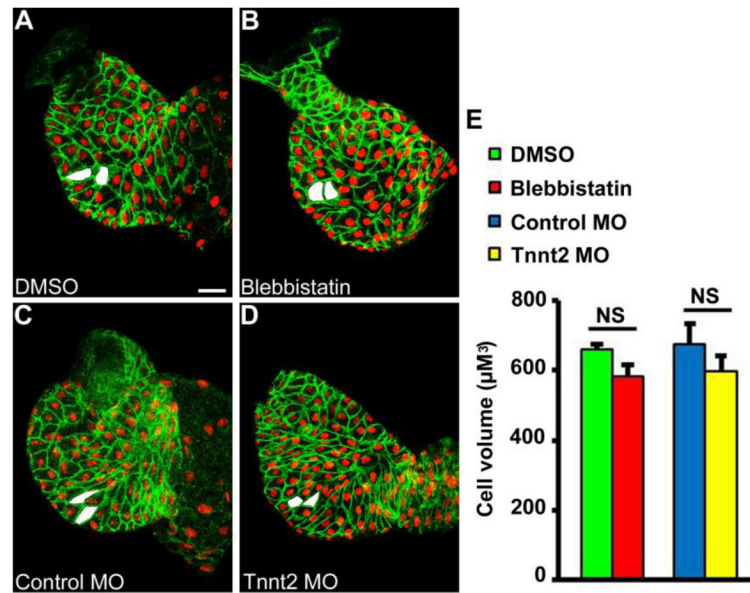 A
DMSO
B
Blebbistatin
C
Control MO
D
Tnnt2 MO
E
DMSO
Blebbistatin
Control MO
Tnnt2 MO
Cell volume (µM³)
800
600
400
200
0
NS
NS